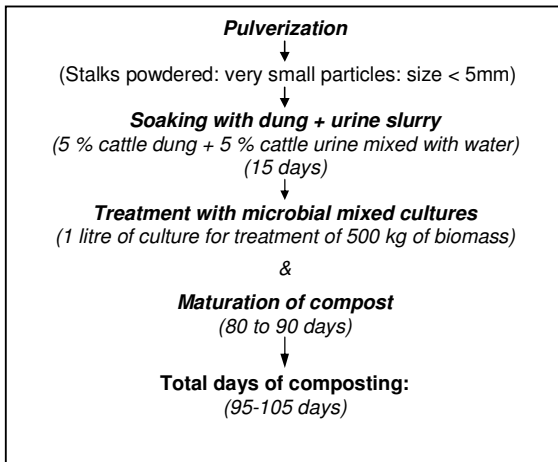 Pulverization
(Stalks powdered: very small particles: size < 5mm)
Soaking with dung + urine slurry
(5 % cattle dung + 5 % cattle urine mixed with water)
(15 days)
Treatment with microbial mixed cultures
(1 litre of culture for treatment of 500 kg of biomass)
&
Maturation of compost
(80 to 90 days)
Total days of composting:
(95-105 days)